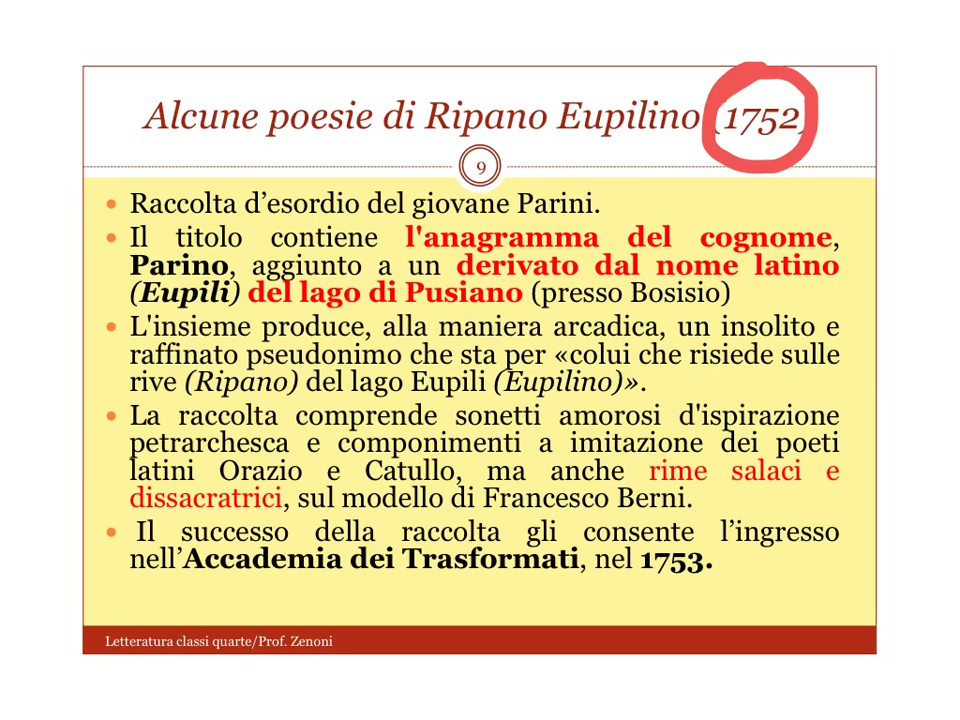 Alcune poesie di Ripano Eupilino (1752)
9
• Raccolta d’esordio del giovane Parini.
• Il titolo contiene l'anagramma del cognome,
Parino, aggiunto a un derivato dal nome latino
(Eupili) del lago di Pusiano (presso Bosisio)
• L'insieme produce, alla maniera arcadica, un insolito e
raffinato pseudonimo che sta per «colui che risiede sulle
rive (Ripano) del lago Eupili (Eupilino)».
• La raccolta comprende sonetti amorosi d'ispirazione
petrarchesca e componimenti a imitazione dei poeti
latini Orazio e Catullo, ma anche rime salaci e
dissacratrici, sul modello di Francesco Berni.
• Il successo della raccolta gli consente l’ingresso
nell’Accademia dei Trasformati, nel 1753.
Letteratura classi quarte/Prof. Zenoni